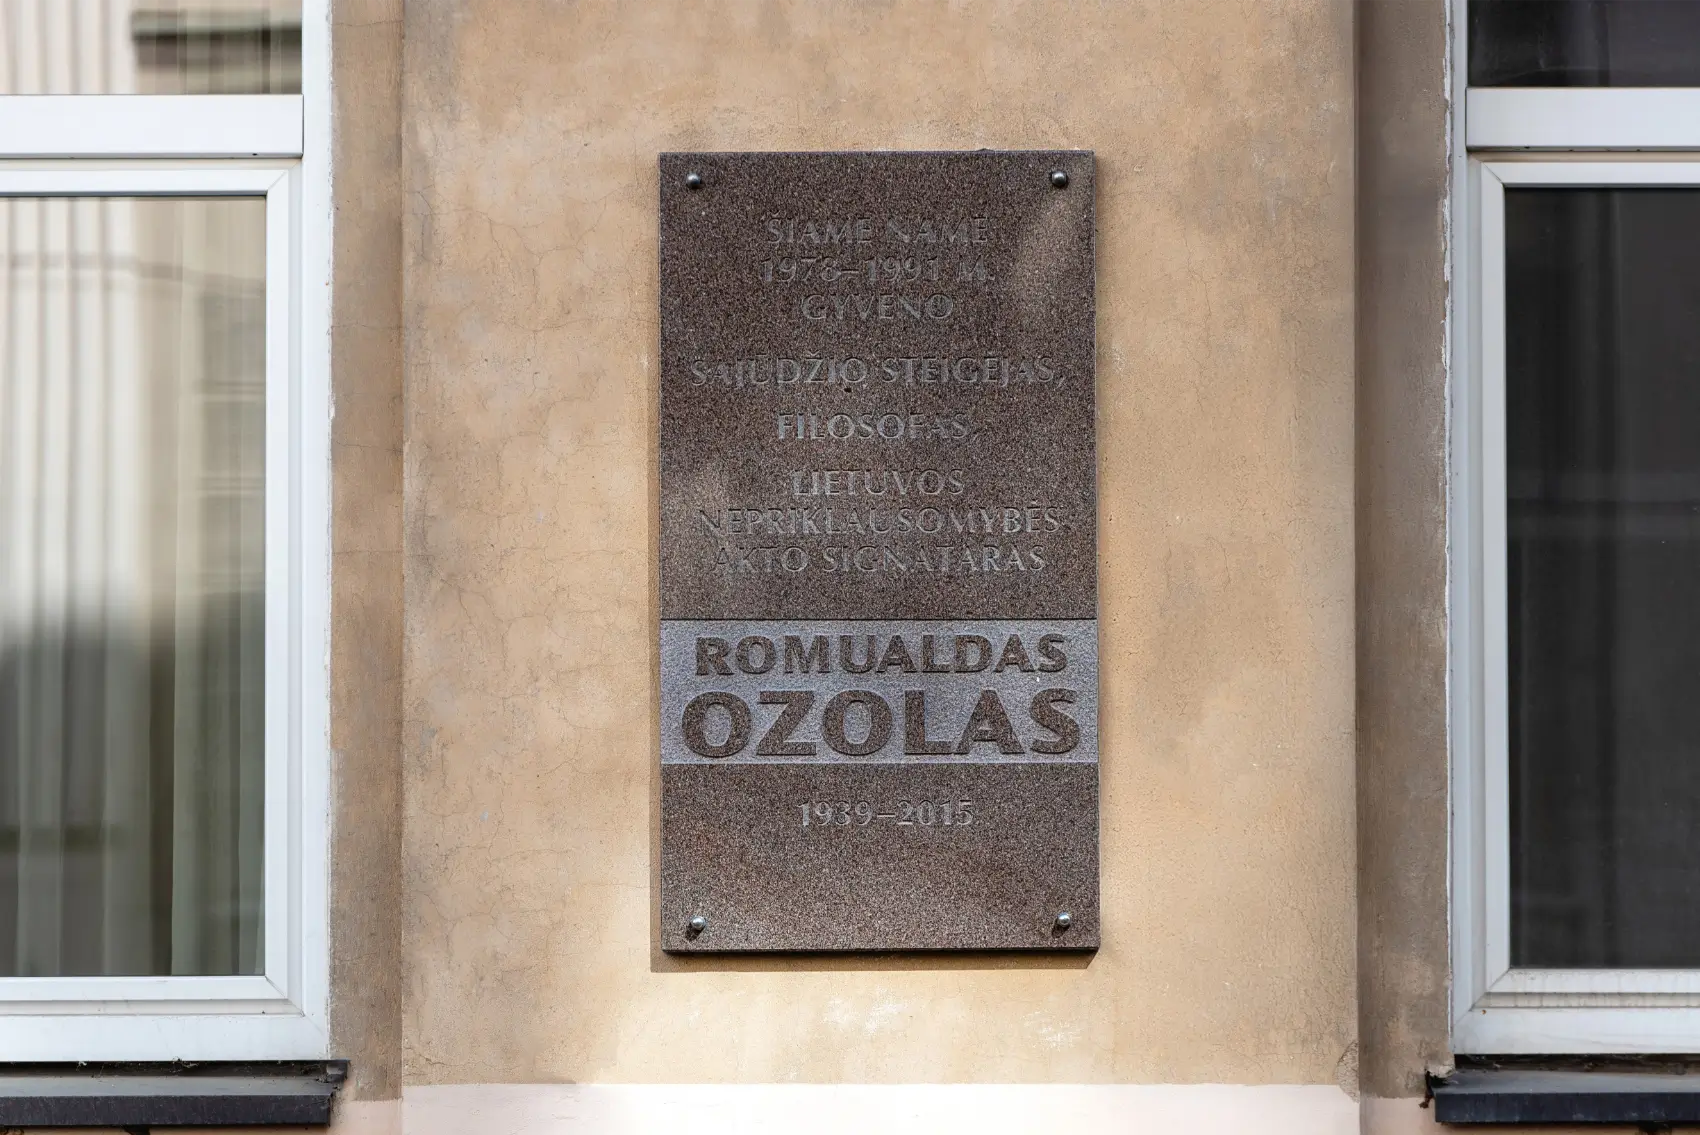 ŠIAME NAME
1978–1991 M.
GYVENO
SĄJŪDŽIO STEIGĖJAS,
FILOSOFAS,
LIETUVOS
NEPRIKLAUSOMYBĖS
AKTO SIGNATARAS
ROMUALDAS
OZOLAS
1939–2015